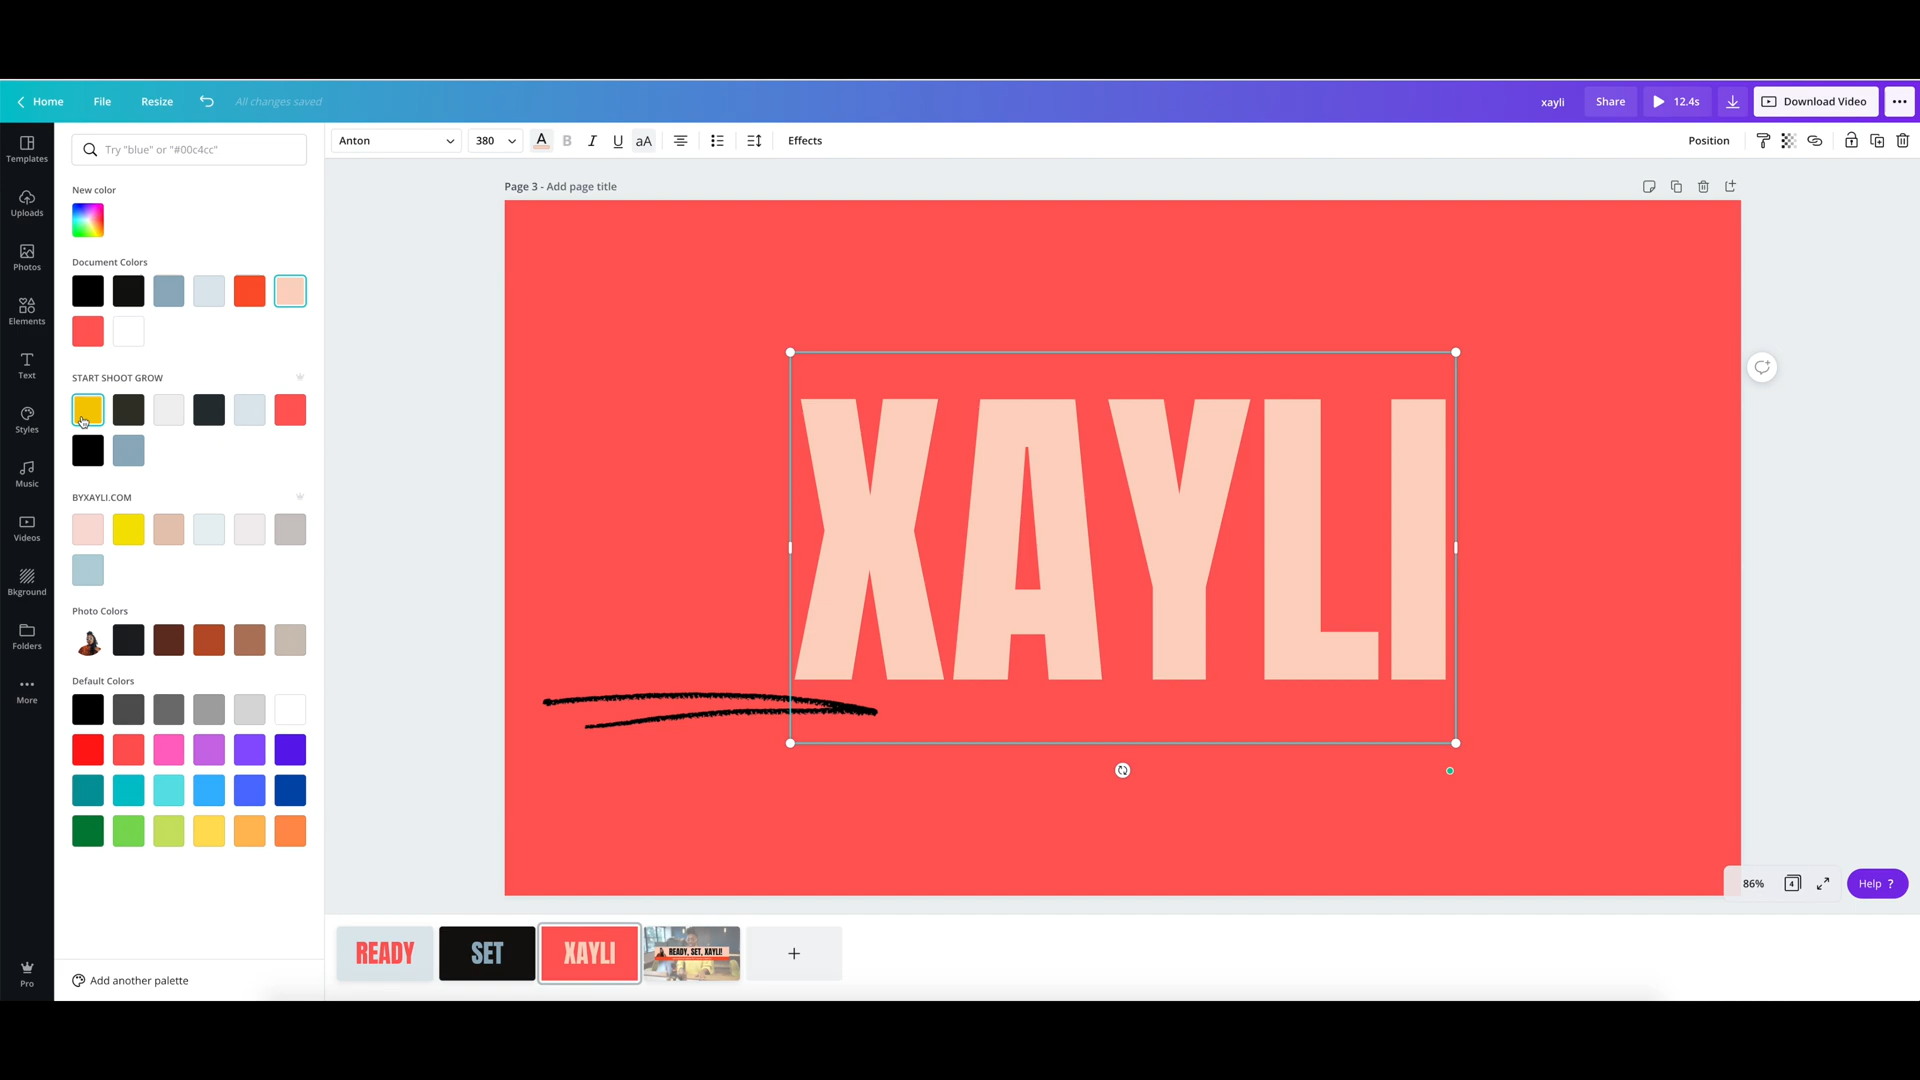 Home File Resize All changes saved xayli Share 12.4s Download Video
Anton 380 A B I U aA Effects Position
Templates
Uploads
Photos
Elements
Text
Styles
Music
Videos
Bkground
Folders
More
Pro
Try "blue" or "#00c4cc"
New color
Document Colors
START SHOOT GROW
BYXAYLI.COM
Photo Colors
Default Colors
Add another palette
Page 3 - Add page title
XAYLI
86% 4 Help ?
READY
SET
XAYLI
READY, SET, XAYLI!